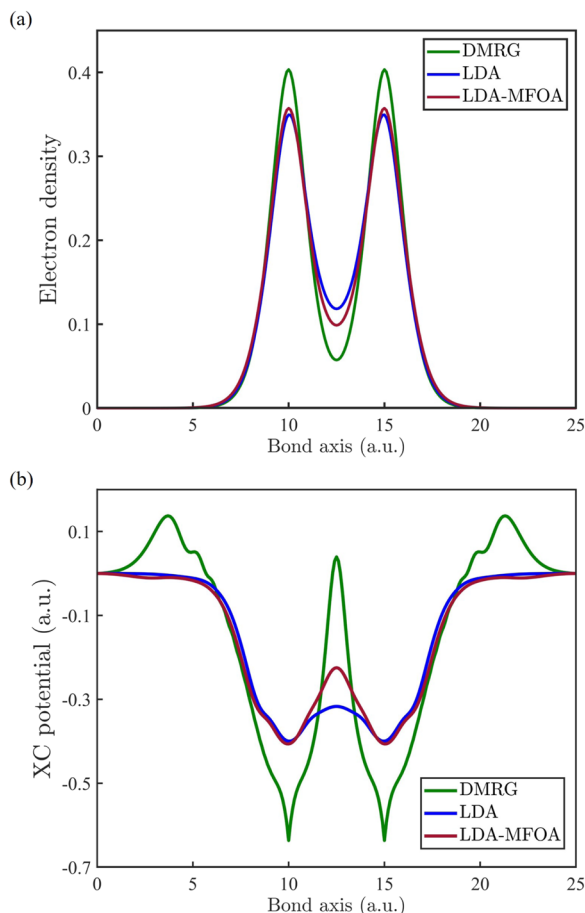 (a)
0.4
0.3
0.2
0.1
0
Electron density
DMRG
LDA
LDA-MFOA
0
5
10
15
20
25
Bond axis (a.u.)
(b)
0.1
-0.1
-0.3
-0.5
-0.7
XC potential (a.u.)
DMRG
LDA
LDA-MFOA
0
5
10
15
20
25
Bond axis (a.u.)